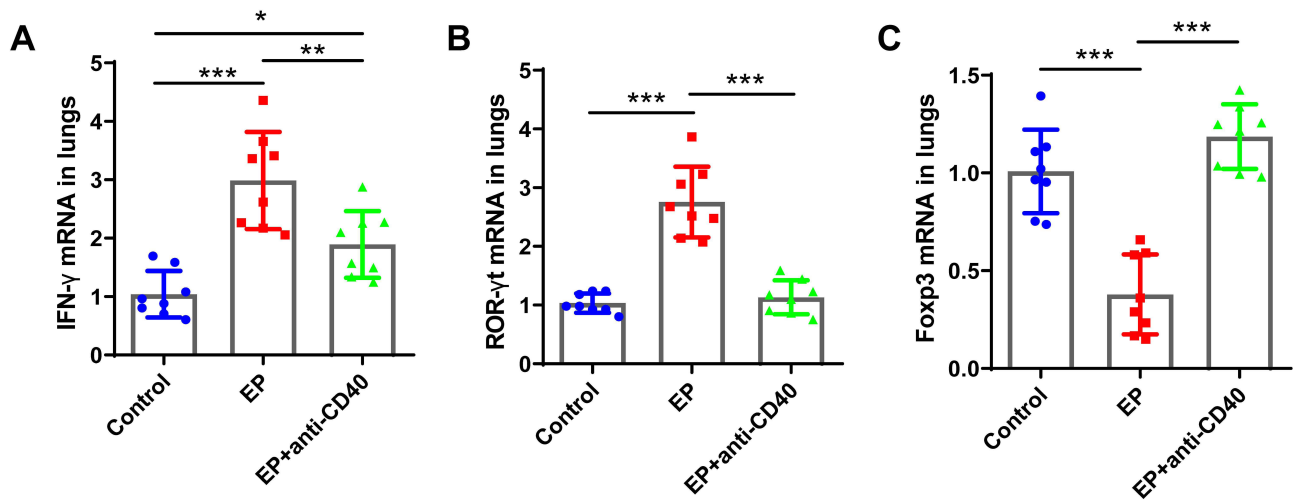 A
*
**
***
IFN-γ mRNA in lungs
5
4
3
2
1
0
Control
EP
EP+anti-CD40
B
***
***
ROR-γt mRNA in lungs
5
4
3
2
1
0
Control
EP
EP+anti-CD40
C
***
***
Foxp3 mRNA in lungs
1.5
1.0
0.5
0.0
Control
EP
EP+anti-CD40